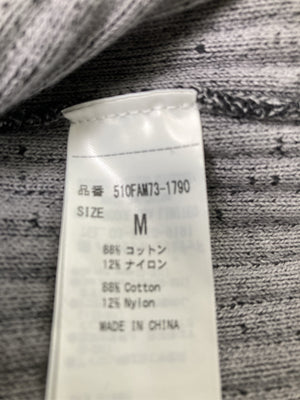 品番 510FAM73-1790
SIZE
M
88% コットン
12% ナイロン
88% Cotton
12% Nylon
MADE IN CHINA